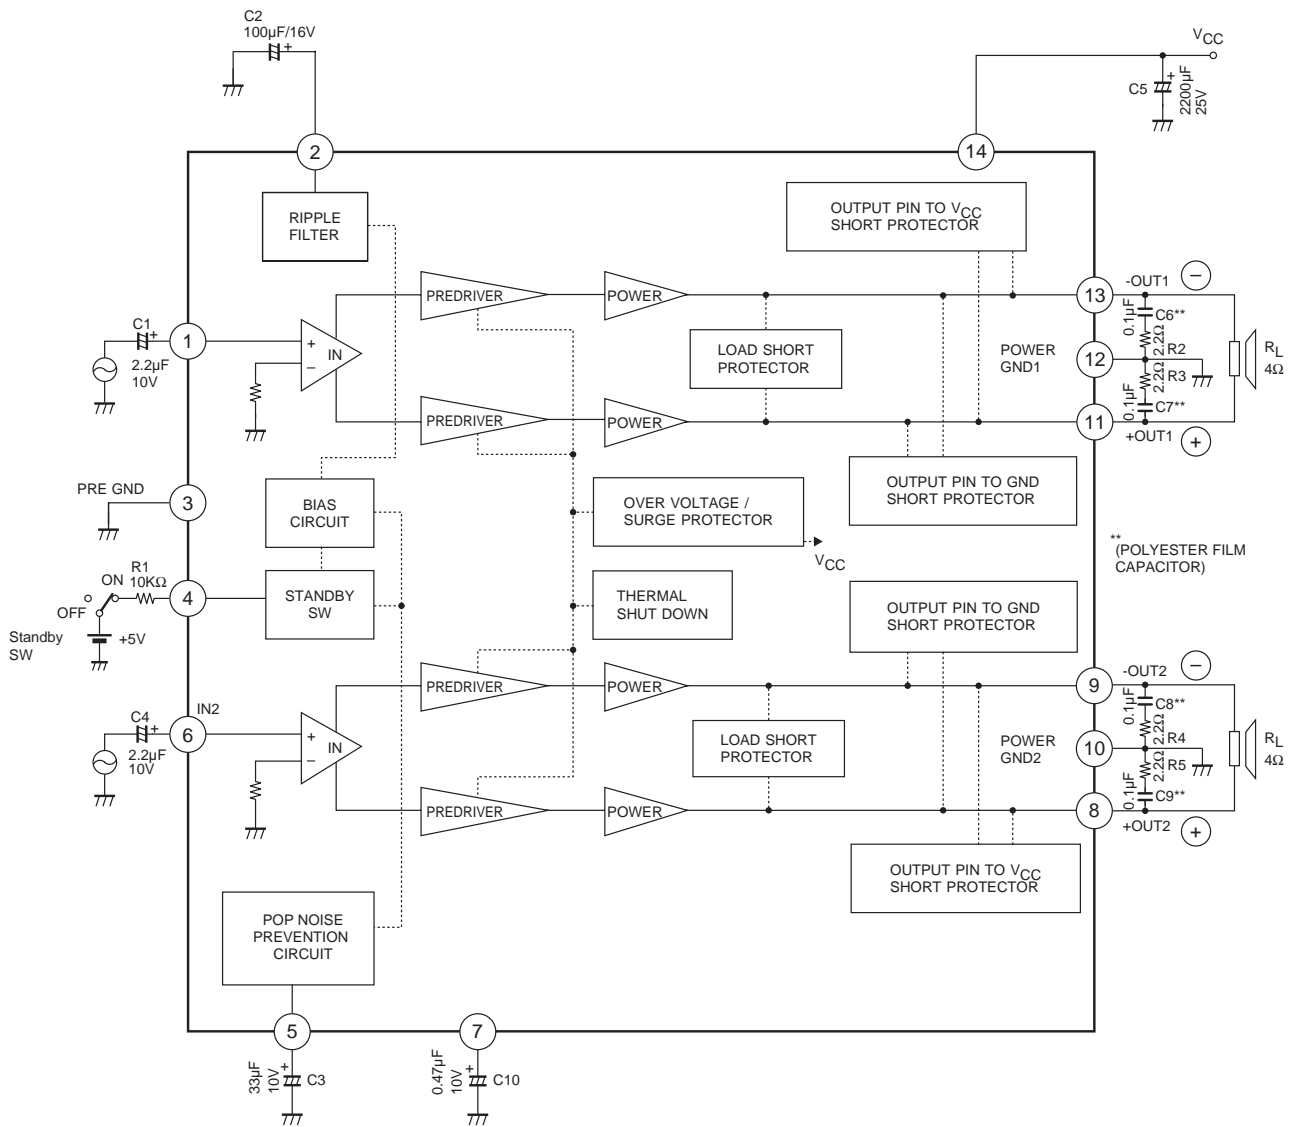 C2
100µF/16V
+
VCC
C5
+
2200µF
25V
2
14
RIPPLE
FILTER
OUTPUT PIN TO VCC
SHORT PROTECTOR
PREDRIVER
POWER
13
-OUT1
−
C1
+
1
2.2µF
10V
+
IN
−
LOAD SHORT
PROTECTOR
POWER
GND1
12
0.1µF
C6**
2.2Ω
R2
2.2Ω
R3
0.1µF
C7**
RL
4Ω
PREDRIVER
POWER
11
+OUT1
+
PRE GND
3
BIAS
CIRCUIT
OVER VOLTAGE /
SURGE PROTECTOR
VCC
OUTPUT PIN TO GND
SHORT PROTECTOR
**
(POLYESTER FILM
CAPACITOR)
R1
ON
10KΩ
4
OFF
Standby
SW
+5V
STANDBY
SW
THERMAL
SHUT DOWN
OUTPUT PIN TO GND
SHORT PROTECTOR
PREDRIVER
POWER
9
-OUT2
−
C4
+
6
IN2
2.2µF
10V
+
IN
−
LOAD SHORT
PROTECTOR
POWER
GND2
10
0.1µF
C8**
2.2Ω
R4
2.2Ω
R5
0.1µF
C9**
RL
4Ω
PREDRIVER
POWER
8
+OUT2
+
OUTPUT PIN TO VCC
SHORT PROTECTOR
POP NOISE
PREVENTION
CIRCUIT
5
7
33µF
10V
+
C3
0.47µF
10V
+
C10